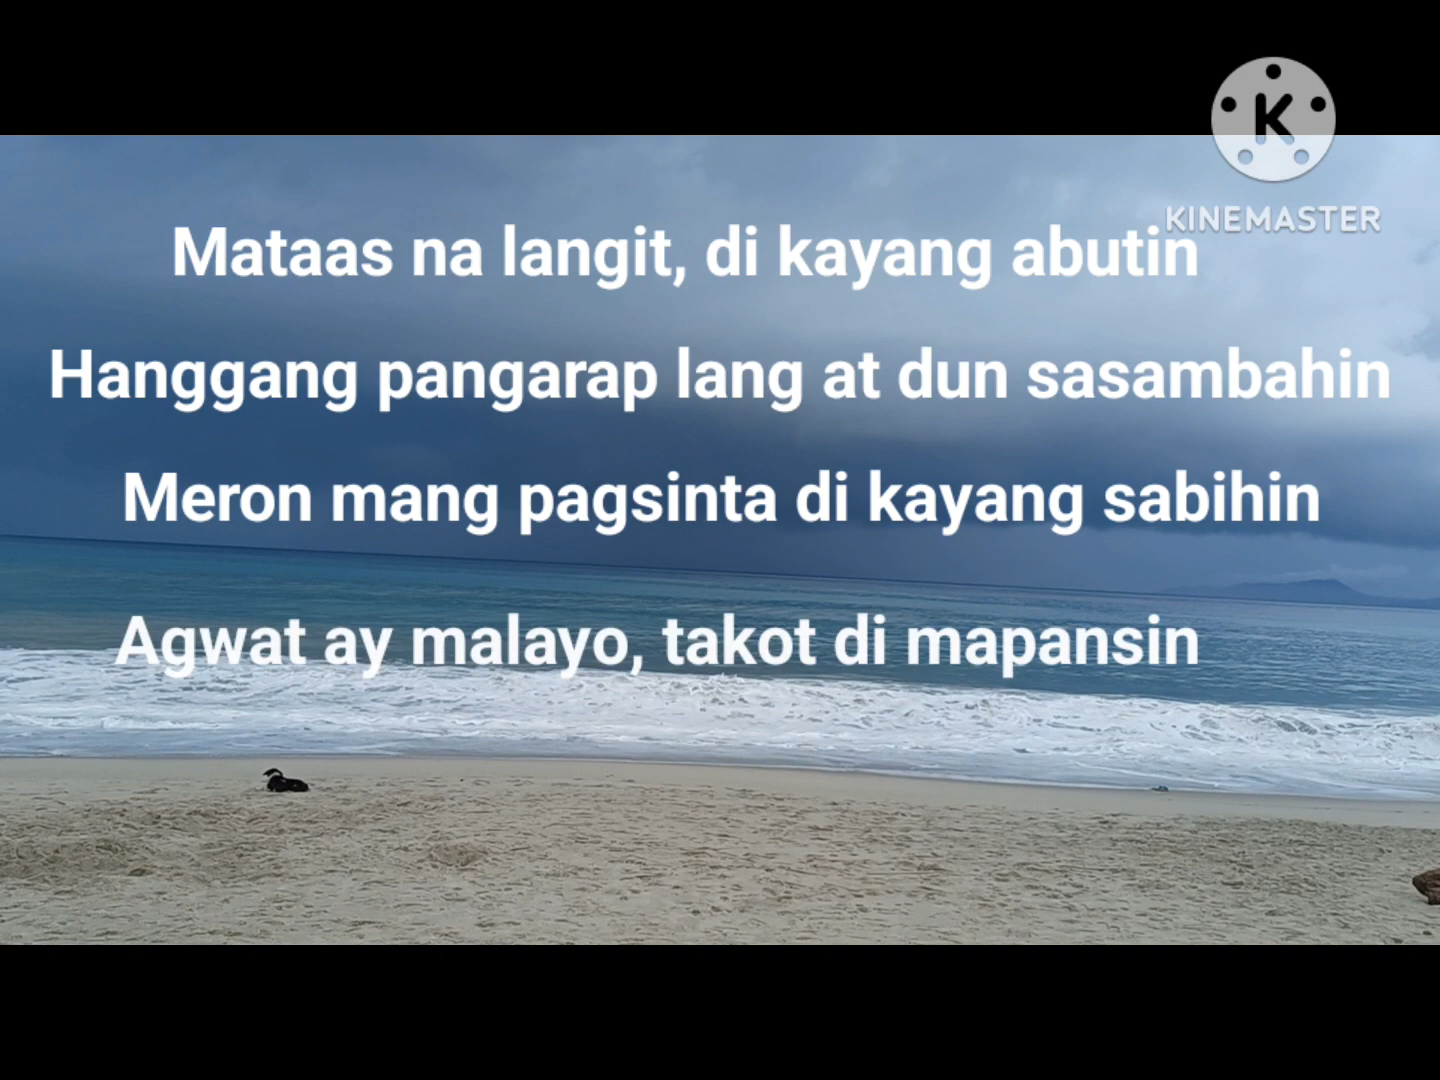 KINEMASTER
Mataas na langit, di kayang abutin
Hanggang pangarap lang at dun sasambahin
Meron mang pagsinta di kayang sabihin
Agwat ay malayo, takot di mapansin